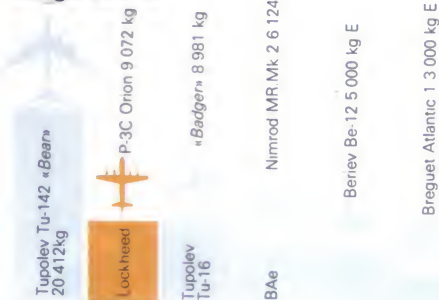 Tupolev Tu-142 «Bear»
20 412kg
Lockheed P-3C Orion 9 072 kg
Tupolev «Badger» 8 981 kg
Tu-16
BAe Nimrod MR.Mk 2 6 124
Beriev Be-12 5 000 kg E
Breguet Atlantic 1 3 000 kg E